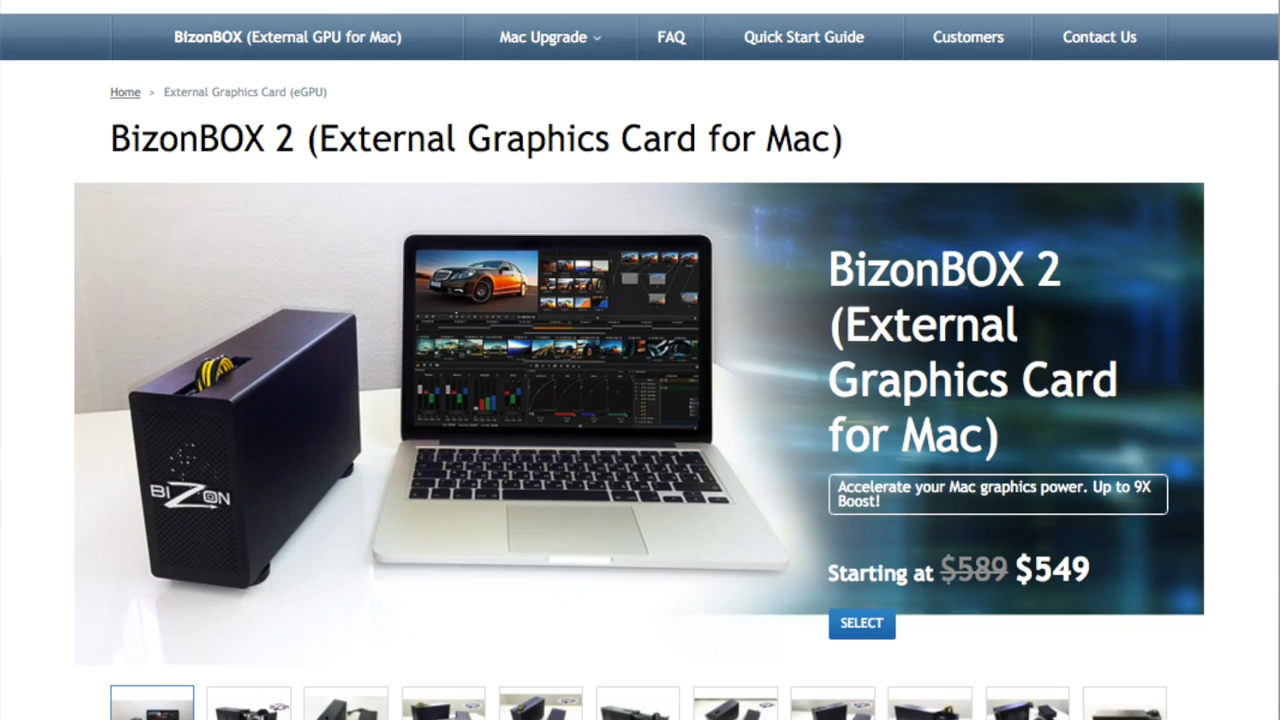 BizonBOX (External GPU for Mac) Mac Upgrade FAQ Quick Start Guide Customers Contact Us
Home > External Graphics Card (eGPU)
BizonBOX 2 (External Graphics Card for Mac)
BIZON
BizonBOX 2
(External
Graphics Card
for Mac)
Accelerate your Mac graphics power. Up to 9X
Boost!
Starting at $589 $549
SELECT